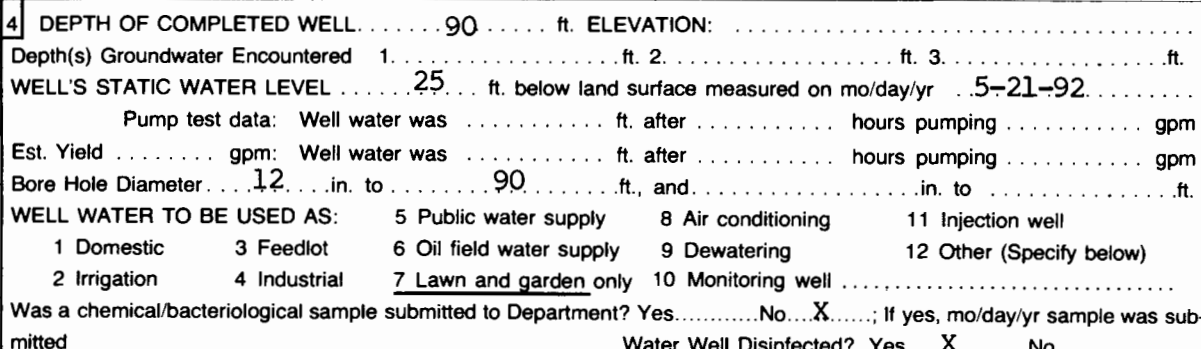 4 DEPTH OF COMPLETED WELL.......90...... ft. ELEVATION: ....................................
Depth(s) Groundwater Encountered 1....................ft. 2....................ft. 3....................ft.
WELL'S STATIC WATER LEVEL ......25... ft. below land surface measured on mo/day/yr ..5-21-92.........
Pump test data: Well water was ............ ft. after ............ hours pumping ............ gpm
Est. Yield ........ gpm: Well water was ............ ft. after ............ hours pumping ............ gpm
Bore Hole Diameter....12....in. to .........90........ft., and....................in. to ..................ft.
WELL WATER TO BE USED AS: 5 Public water supply 8 Air conditioning 11 Injection well
1 Domestic 3 Feedlot 6 Oil field water supply 9 Dewatering 12 Other (Specify below)
2 Irrigation 4 Industrial 7 Lawn and garden only 10 Monitoring well ..................................
Was a chemical/bacteriological sample submitted to Department? Yes............No....X......; If yes, mo/day/yr sample was sub-
mitted Water Well Disinfected? Yes X No